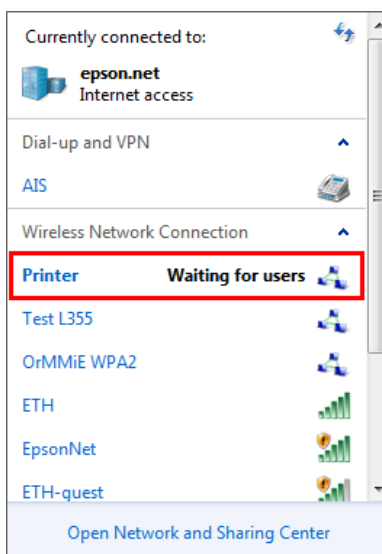 Currently connected to:
epson.net
Internet access
Dial-up and VPN
AIS
Wireless Network Connection
Printer Waiting for users
Test L355
OrMMiE WPA2
ETH
EpsonNet
ETH-guest
Open Network and Sharing Center